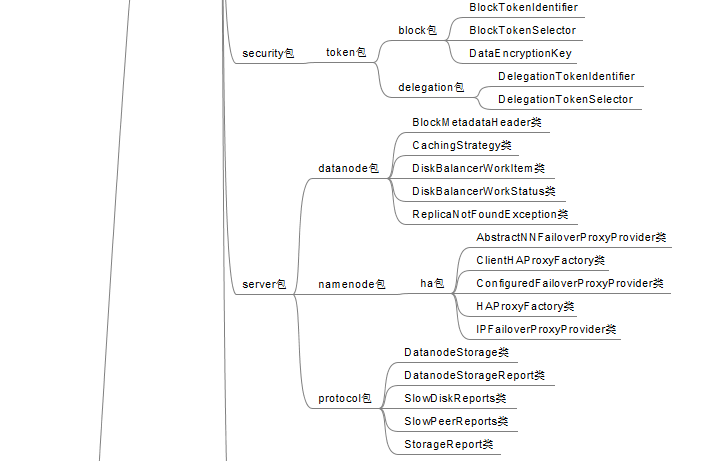 BlockTokenIdentifier
block包
BlockTokenSelector
security包
token包
DataEncryptionKey
DelegationTokenIdentifier
delegation包
DelegationTokenSelector
BlockMetadataHeader类
CachingStrategy类
datanode包
DiskBalancerWorkItem类
DiskBalancerWorkStatus类
ReplicaNotFoundException类
AbstractNNFailoverProxyProvider类
ClientHAProxyFactory类
server包
namenode包
ha包
ConfiguredFailoverProxyProvider类
HAProxyFactory类
IPFailoverProxyProvider类
DatanodeStorage类
DatanodeStorageReport类
protocol包
SlowDiskReports类
SlowPeerReports类
StorageReport类